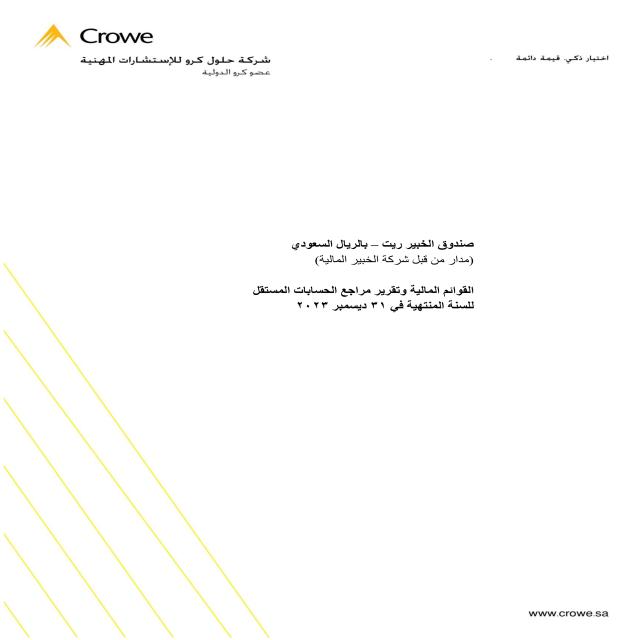 Crowe
شركة حلول كرو للإستشارات المهنية
عضو كرو الدولية
اختيار ذكي. قيمة دائمة
صندوق الخبير ريت – بالريال السعودي
(مدار من قبل شركة الخبير المالية)
القوائم المالية وتقرير مراجع الحسابات المستقل
للسنة المنتهية في ٣١ ديسمبر ٢٠٢٣
www.crowe.sa